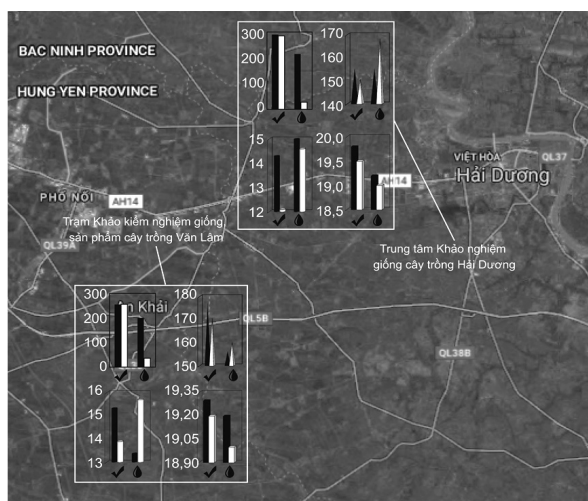 BAC NINH PROVINCE
HUNG YEN PROVINCE
300
200
100
0
170
160
150
140
15
14
13
12
20,0
19,5
19,0
18,5
AH14
VIỆT HÒA
Hải Dương
QL37
PHỐ NỐI
AH14
QL39A
Trạm Khảo kiểm nghiệm giống
sản phẩm cây trồng Văn Lâm
Trung tâm Khảo nghiệm
giống cây trồng Hải Dương
300
200
100
0
Khải
180
170
160
150
QL5B
QL38B
16
15
14
13
19,35
19,20
19,05
18,90